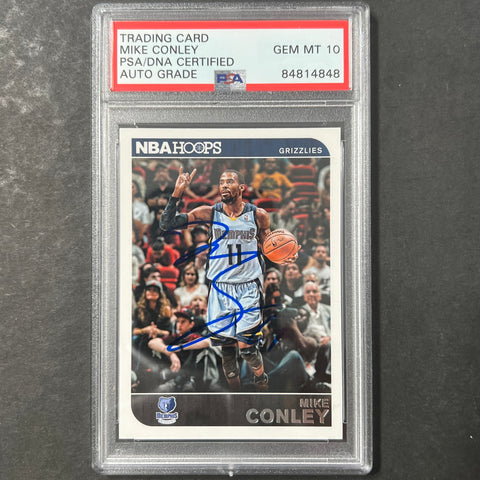 TRADING CARD
MIKE CONLEY
PSA/DNA CERTIFIED
AUTO GRADE
GEM MT 10
84814848
PSA
NBA HOOPS
GRIZZLIES
MEMPHIS
11
MIKE
CONLEY
MEMPHIS